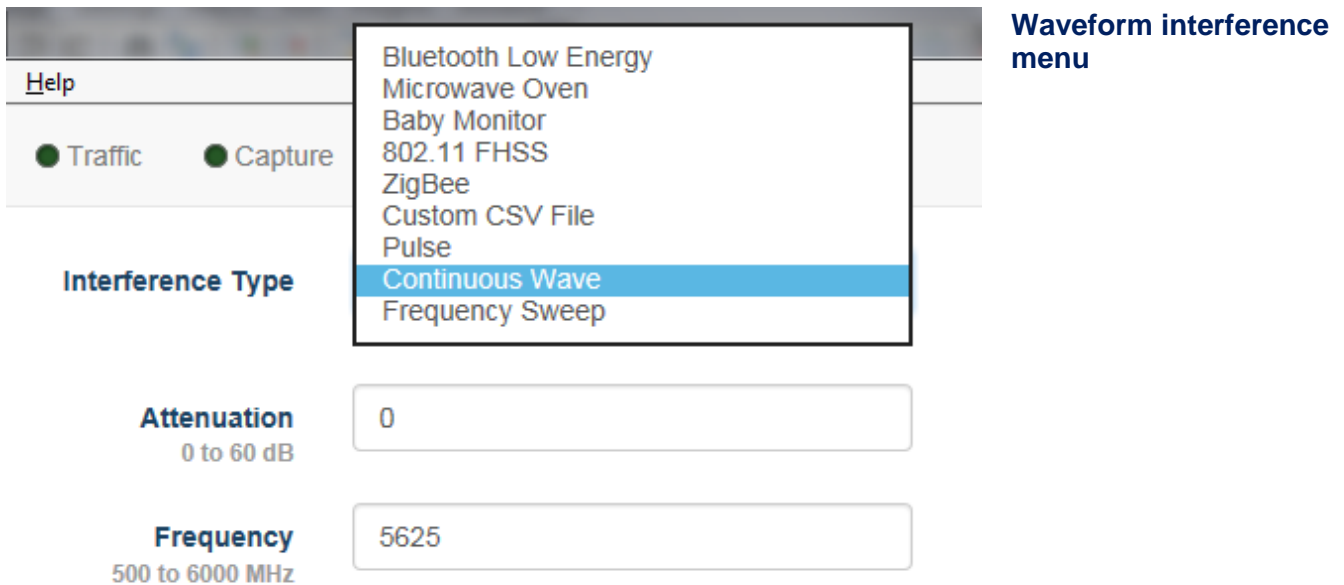 Waveform interference
menu
Help
Traffic Capture
Bluetooth Low Energy
Microwave Oven
Baby Monitor
802.11 FHSS
ZigBee
Custom CSV File
Pulse
Interference Type Continuous Wave
Frequency Sweep
Attenuation 0
0 to 60 dB
Frequency 5625
500 to 6000 MHz